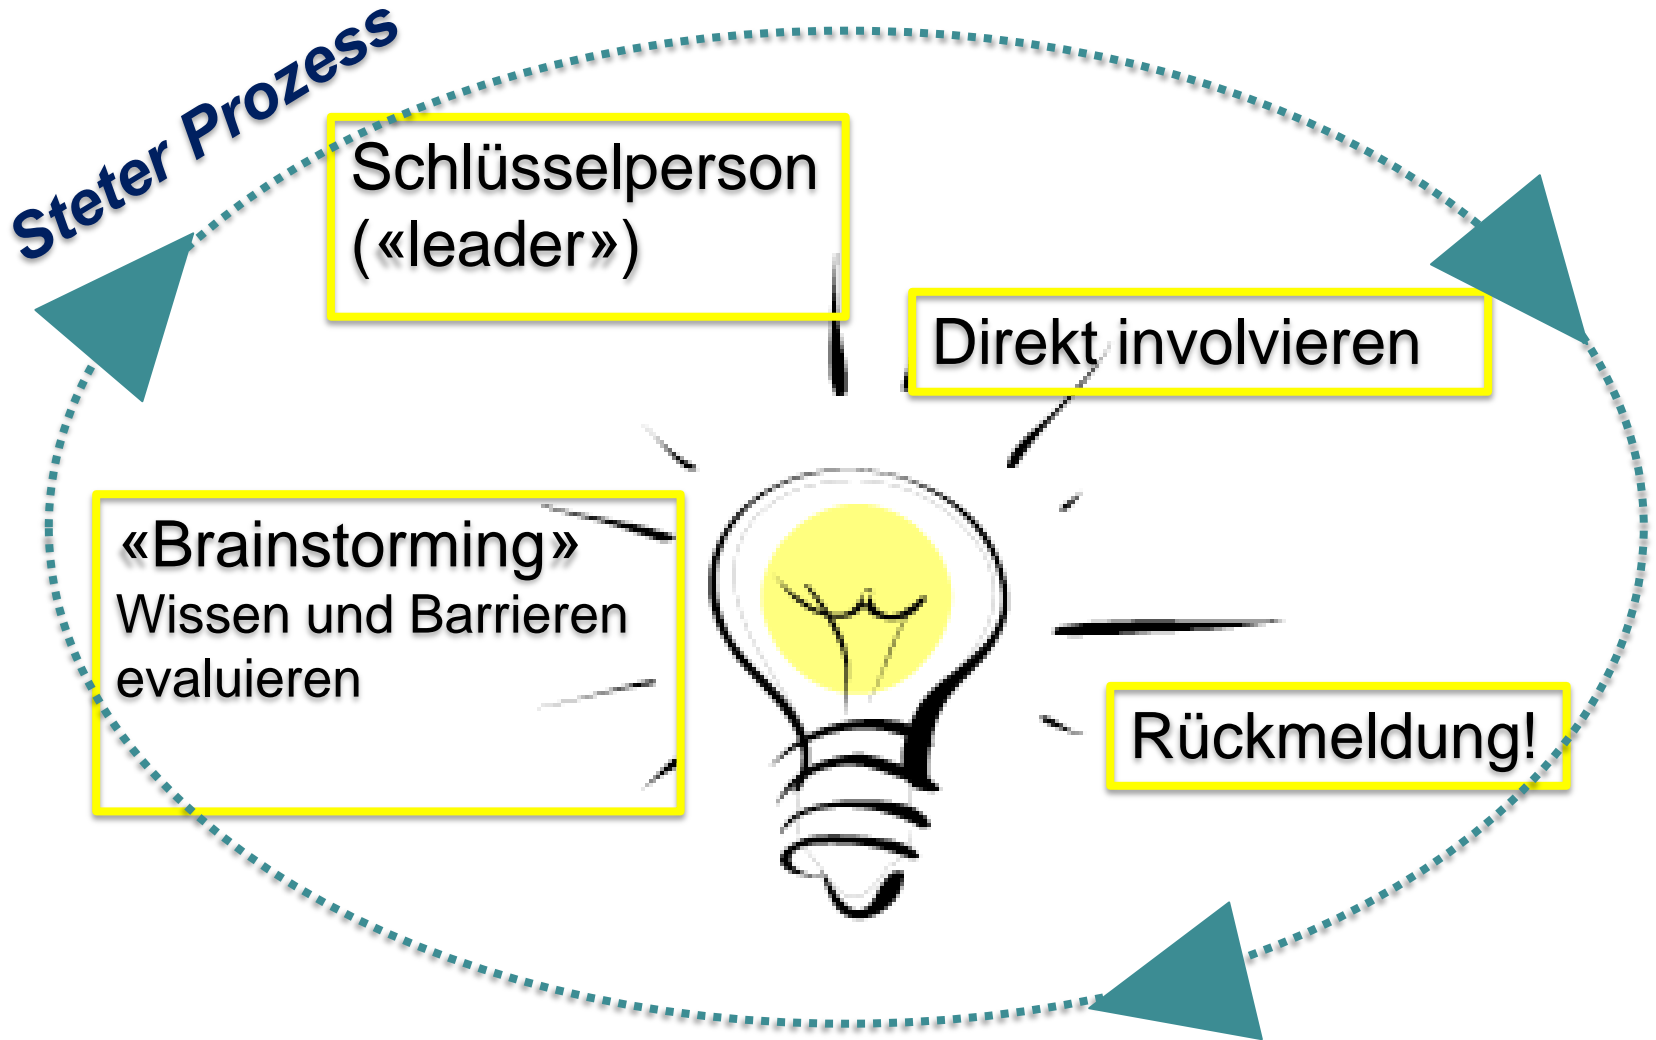 Steter Prozess
Schlüsselperson
(«leader»)
Direkt involvieren
«Brainstorming»
Wissen und Barrieren
evaluieren
Rückmeldung!